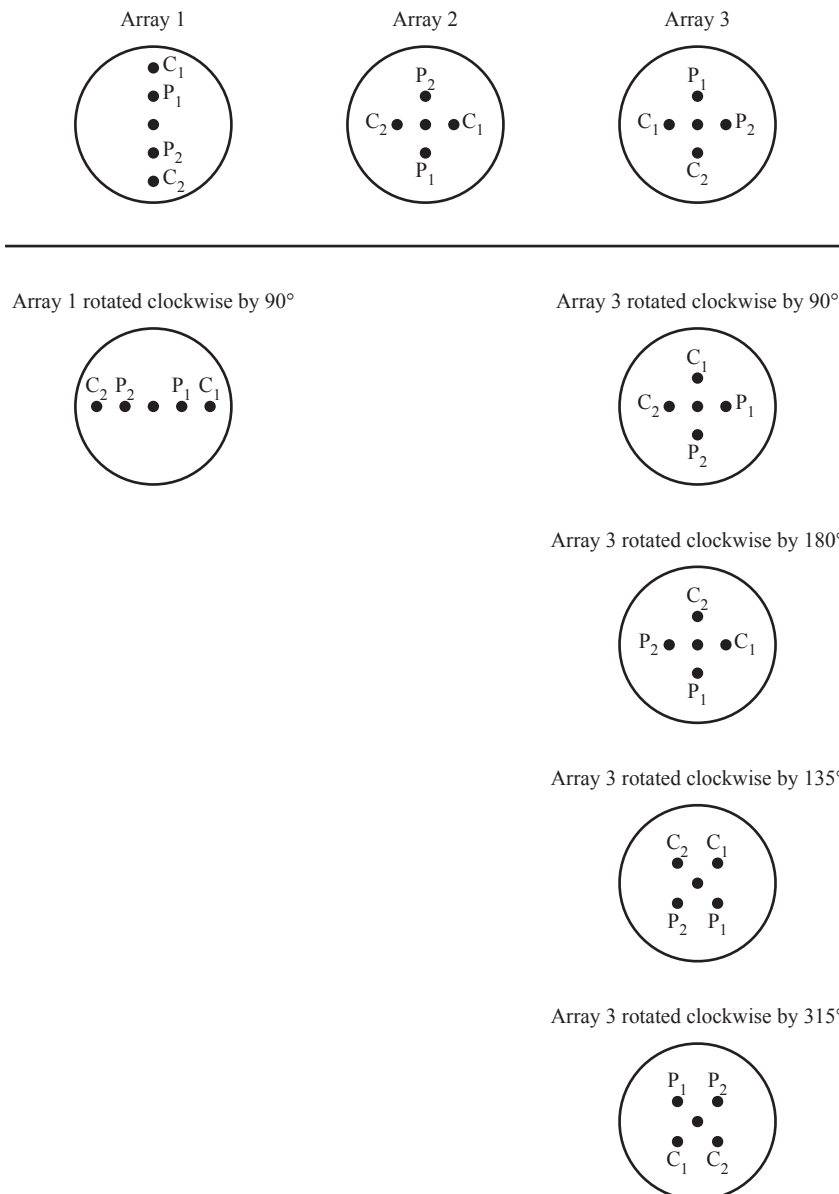 Array 1 Array 2 Array 3
C1 P2 P1
P1
C2 C1 C1 P2
P2
C2 P1 C2
Array 1 rotated clockwise by 90° Array 3 rotated clockwise by 90°
C1
C2 P2 P1 C1
C2 P1
P2
Array 3 rotated clockwise by 180°
C2
P2 C1
P1
Array 3 rotated clockwise by 135°
C2 C1
P2 P1
Array 3 rotated clockwise by 315°
P1 P2
C1 C2